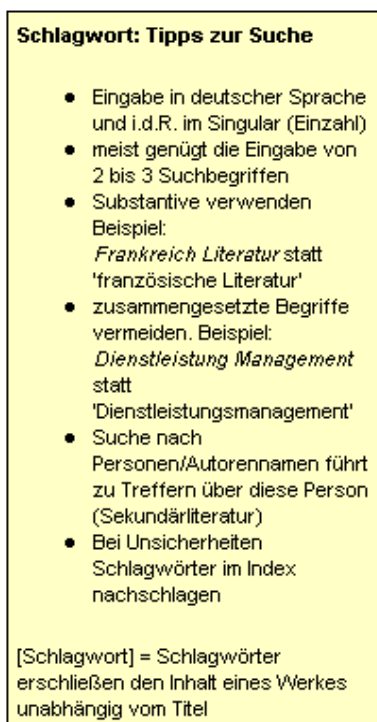 Schlagwort: Tipps zur Suche
● Eingabe in deutscher Sprache
und i.d.R. im Singular (Einzahl)
● meist genügt die Eingabe von
2 bis 3 Suchbegriffen
● Substantive verwenden
Beispiel:
Frankreich Literatur statt
'französische Literatur'
● zusammengesetzte Begriffe
vermeiden. Beispiel:
Dienstleistung Management
statt
'Dienstleistungsmanagement'
● Suche nach
Personen/Autorennamen führt
zu Treffern über diese Person
(Sekundärliteratur)
● Bei Unsicherheiten
Schlagwörter im Index
nachschlagen
[Schlagwort] = Schlagwörter
erschließen den Inhalt eines Werkes
unabhängig vom Titel